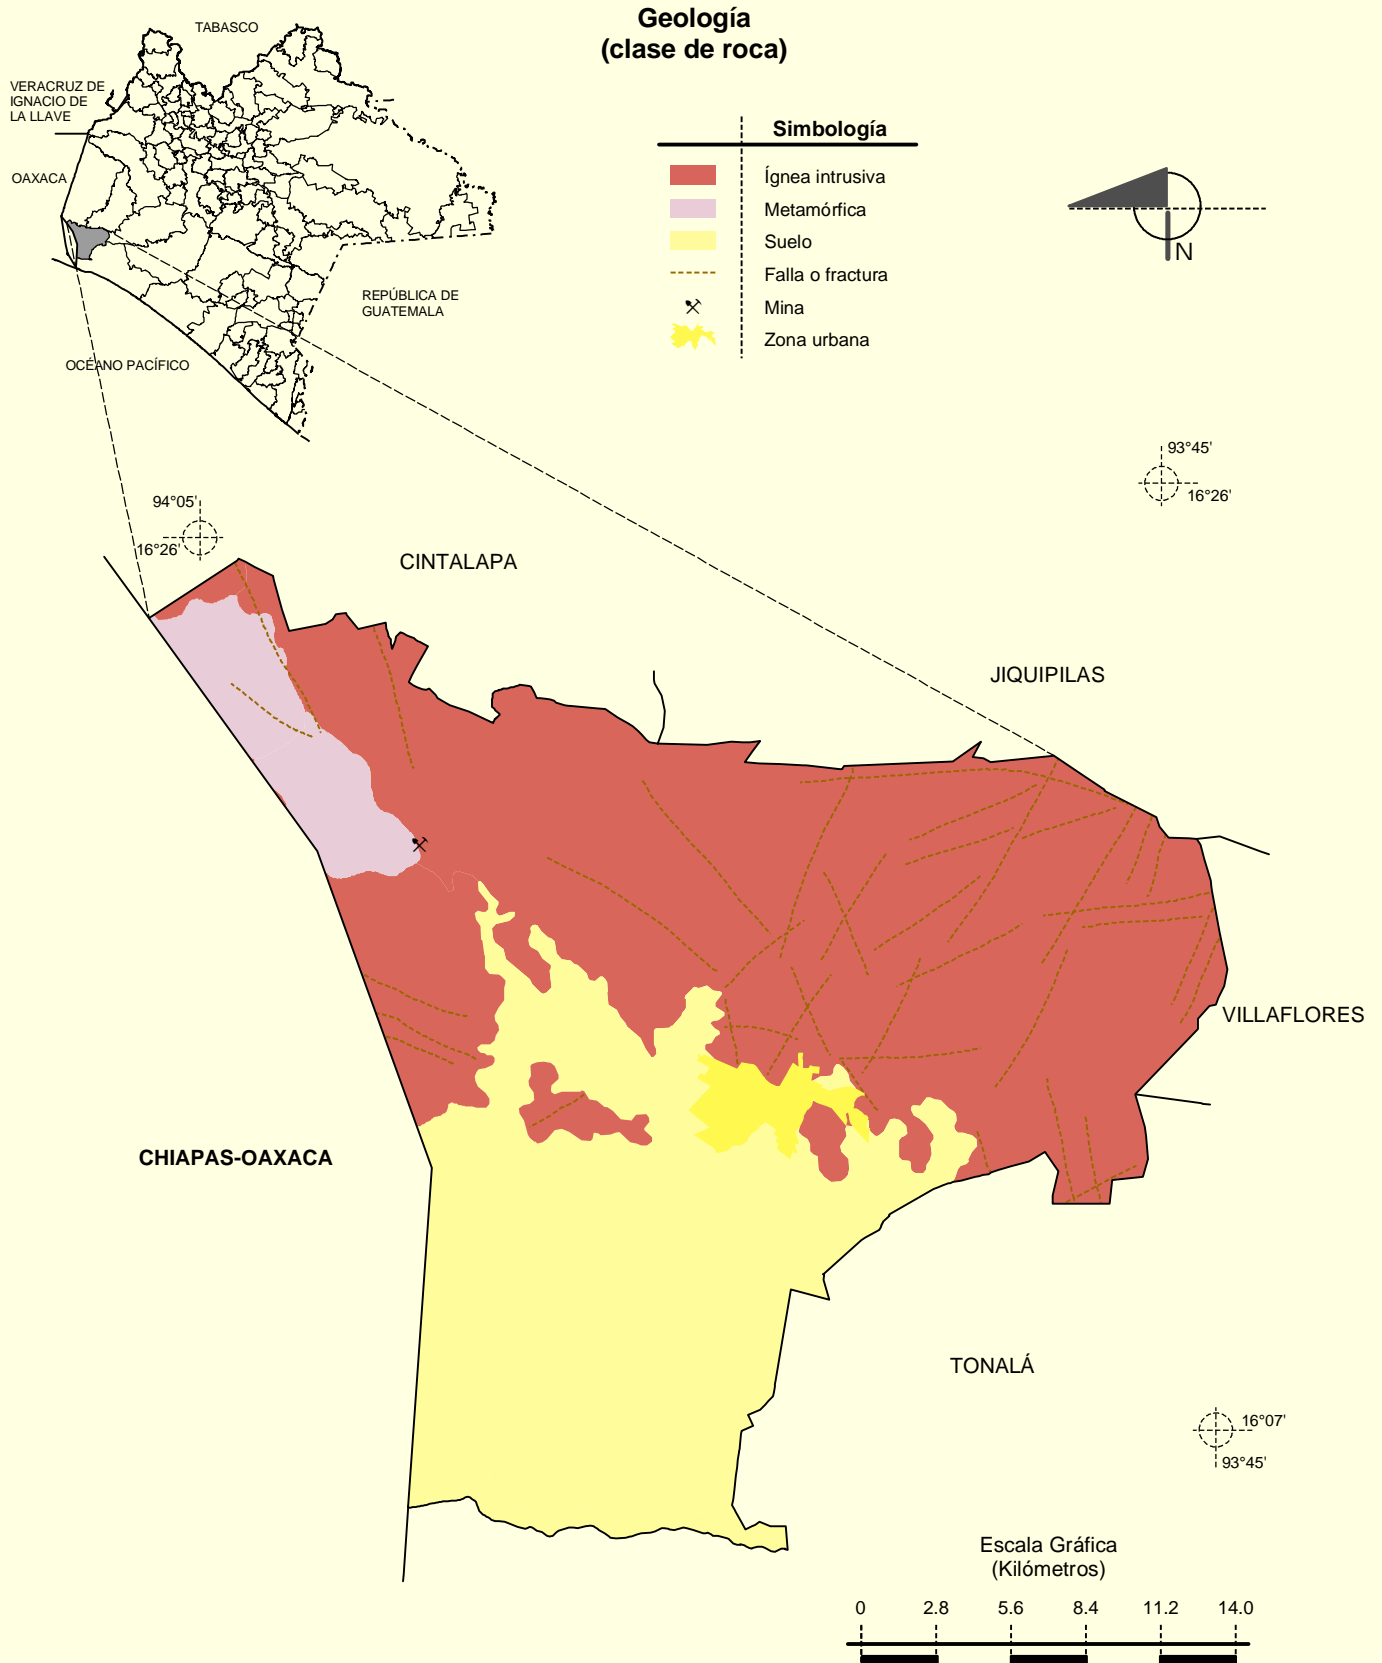 Geología
(clase de roca)
TABASCO
VERACRUZ DE
IGNACIO DE
LA LLAVE
OAXACA
REPÚBLICA DE
GUATEMALA
OCÉANO PACÍFICO
Simbología
Ígnea intrusiva
Metamórfica
Suelo
Falla o fractura
Mina
Zona urbana
N
93°45'
16°26'
94°05'
16°26'
CINTALAPA
JIQUIPILAS
VILLAFLORES
CHIAPAS-OAXACA
TONALÁ
16°07'
93°45'
Escala Gráfica
(Kilómetros)
0 2.8 5.6 8.4 11.2 14.0